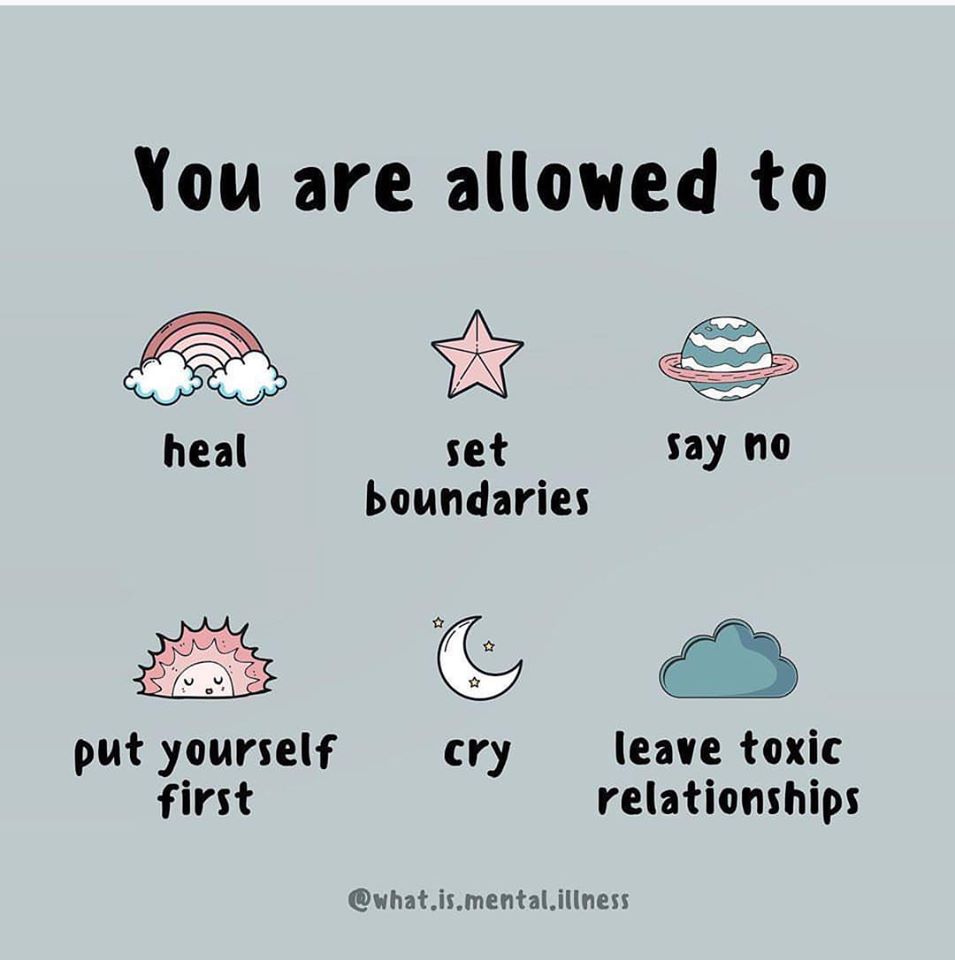 You are allowed to
heal
set
boundaries
say no
put yourself
first
cry
leave toxic
relationships
@what.is.mental.illness